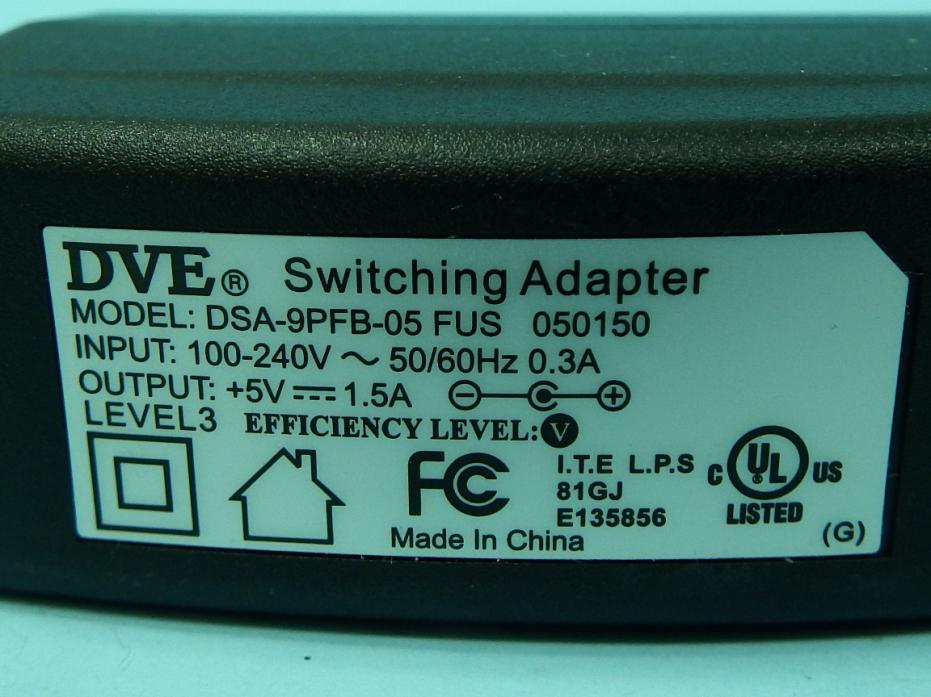 DVE® Switching Adapter
MODEL: DSA-9PFB-05 FUS 050150
INPUT: 100-240V ~ 50/60Hz 0.3A
OUTPUT: +5V ⎓ 1.5A
LEVEL3 EFFICIENCY LEVEL: V
FC
I.T.E L.P.S
81GJ
E135856
C UL® US
LISTED
Made In China
(G)